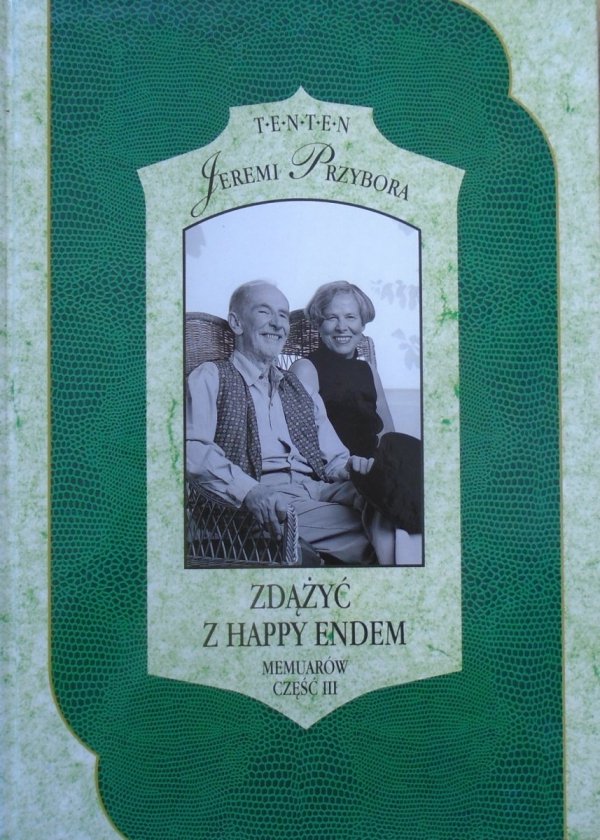 T·E·N·T·E·N
JEREMI PRZYBORA
ZDĄŻYĆ
Z HAPPY ENDEM
MEMUARÓW
CZĘŚĆ III